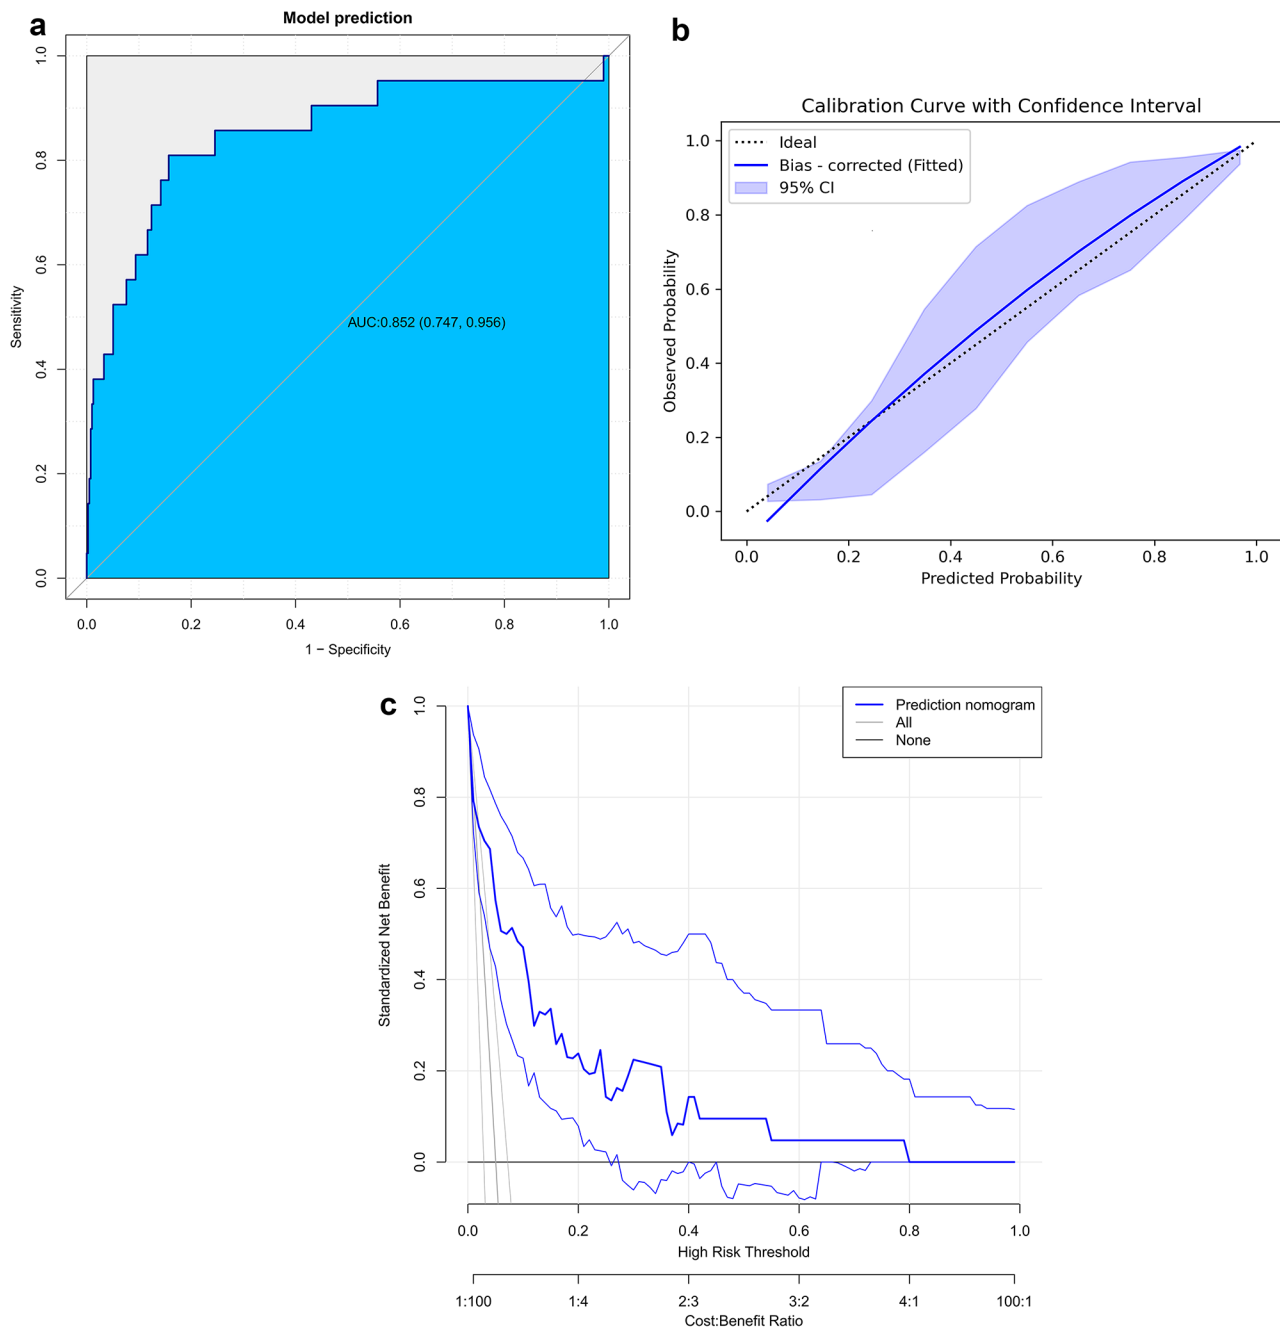 a
Model prediction
1.0
0.8
0.6
0.4
0.2
0.0
Sensitivity
AUC:0.852 (0.747, 0.956)
0.0 0.2 0.4 0.6 0.8 1.0
1 − Specificity
b
Calibration Curve with Confidence Interval
Ideal
Bias - corrected (Fitted)
95% CI
1.0
0.8
0.6
0.4
0.2
0.0
Observed Probability
0.0 0.2 0.4 0.6 0.8 1.0
Predicted Probability
c
Prediction nomogram
All
None
1.0
0.8
0.6
0.4
0.2
0.0
Standardized Net Benefit
0.0 0.2 0.4 0.6 0.8 1.0
High Risk Threshold
1:100 1:4 2:3 3:2 4:1 100:1
Cost:Benefit Ratio